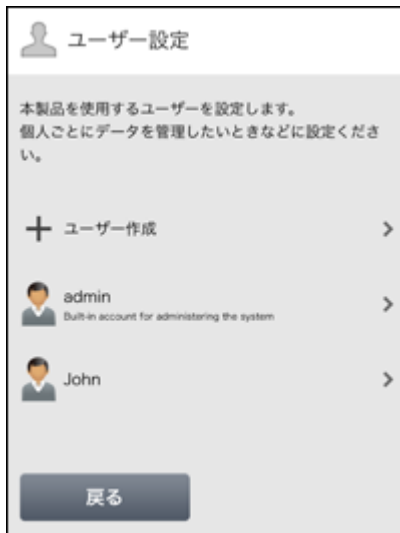 ユーザー設定
本製品を使用するユーザーを設定します。
個人ごとにデータを管理したいときなどに設定くださ
い。
ユーザー作成
admin
Built-in account for administering the system
John
戻る